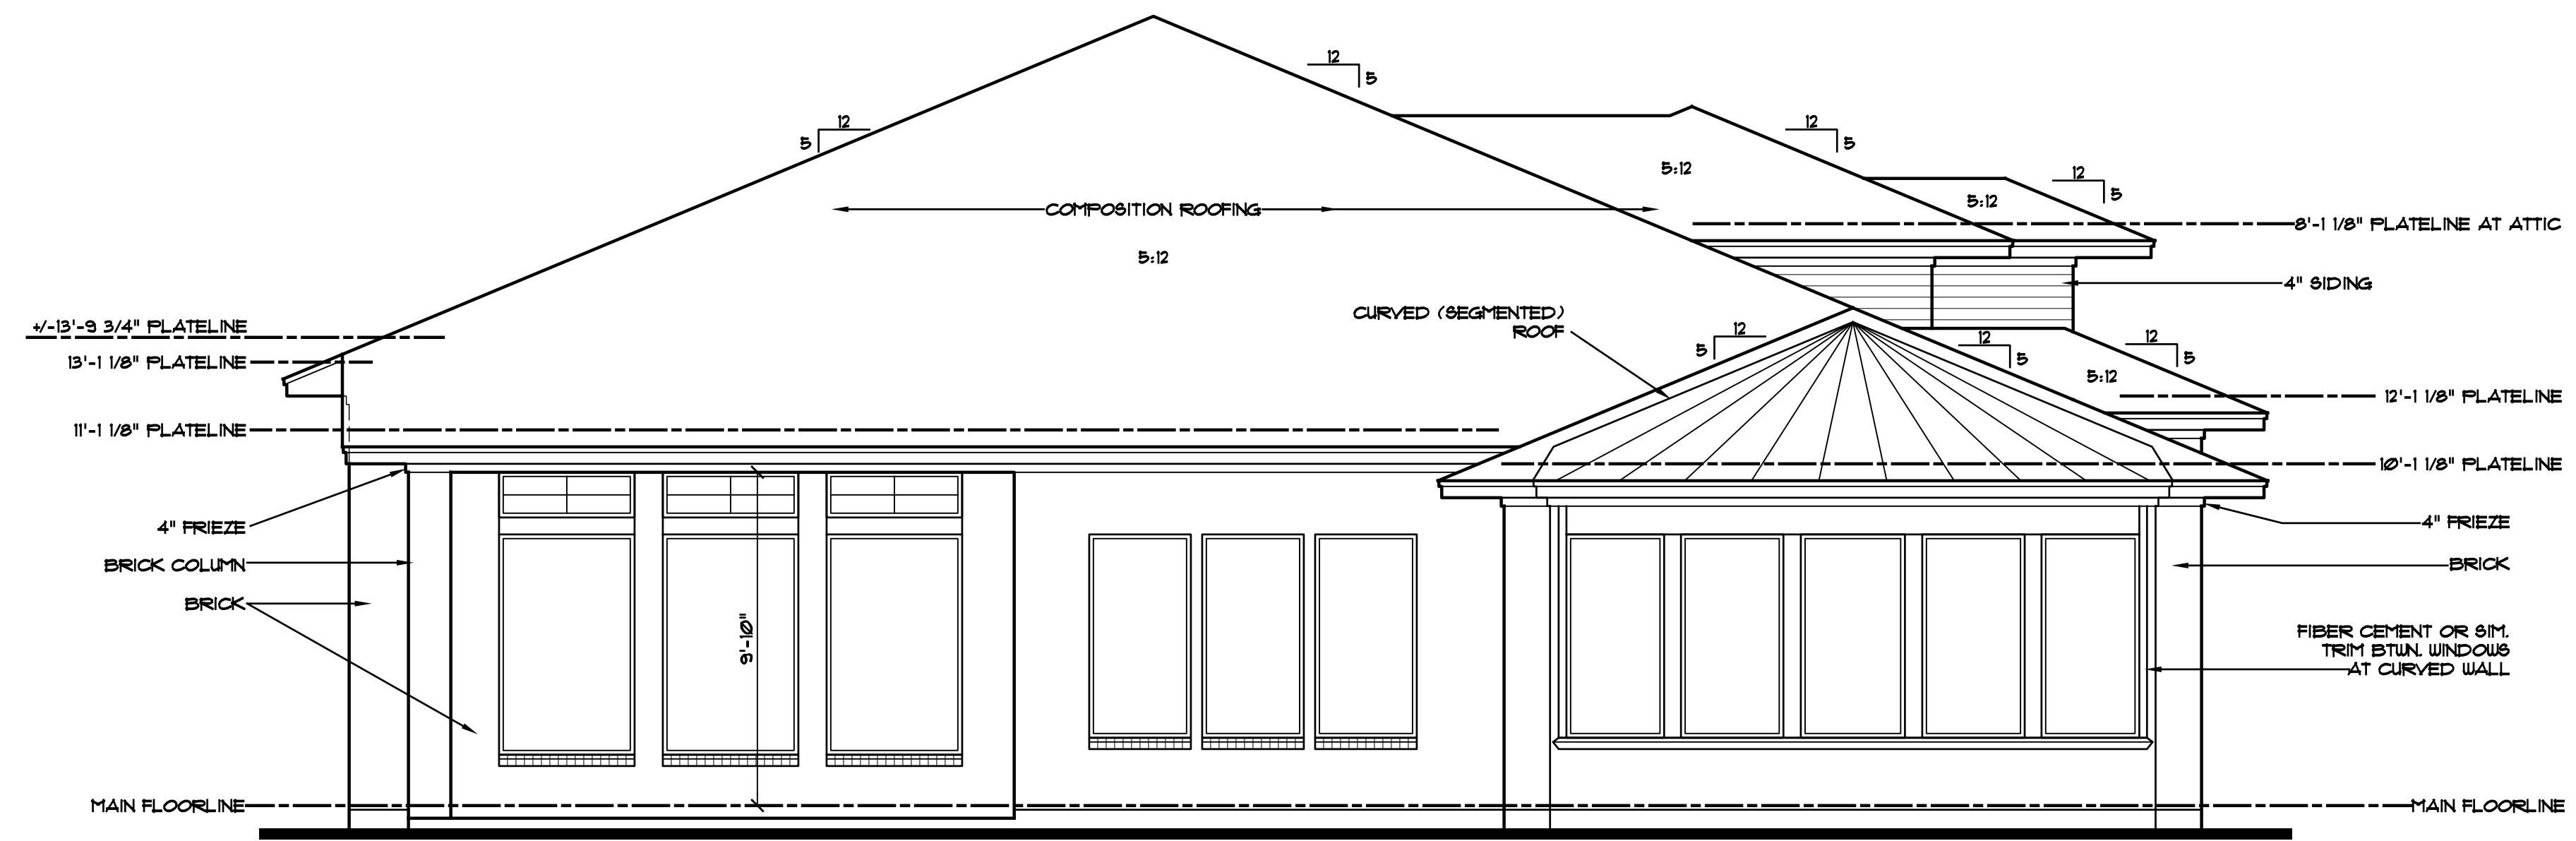 12
5
12
5
12
5
5:12
12
5
5:12
COMPOSITION ROOFING
8'-1 1/8" PLATELINE AT ATTIC
5:12
4" SIDING
CURVED (SEGMENTED)
ROOF
+/-13'-9 3/4" PLATELINE
12
5
12
5
12
5
13'-1 1/8" PLATELINE
5:12
12'-1 1/8" PLATELINE
11'-1 1/8" PLATELINE
10'-1 1/8" PLATELINE
4" FRIEZE
4" FRIEZE
BRICK COLUMN
BRICK
BRICK
9'-10"
FIBER CEMENT OR SIM.
TRIM BTWN. WINDOWS
AT CURVED WALL
MAIN FLOORLINE
MAIN FLOORLINE